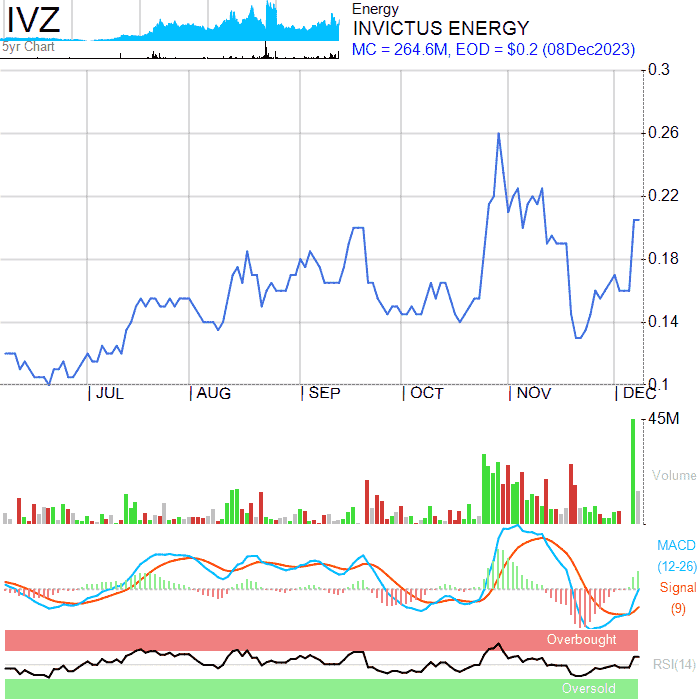 IVZ
5yr Chart
Energy
INVICTUS ENERGY
MC = 264.6M, EOD = $0.2 (08Dec2023)
0.3
0.26
0.22
0.18
0.14
0.1
JUL AUG SEP OCT NOV DEC
45M
Volume
MACD
(12-26)
Signal
(9)
Overbought
RSI(14)
Oversold